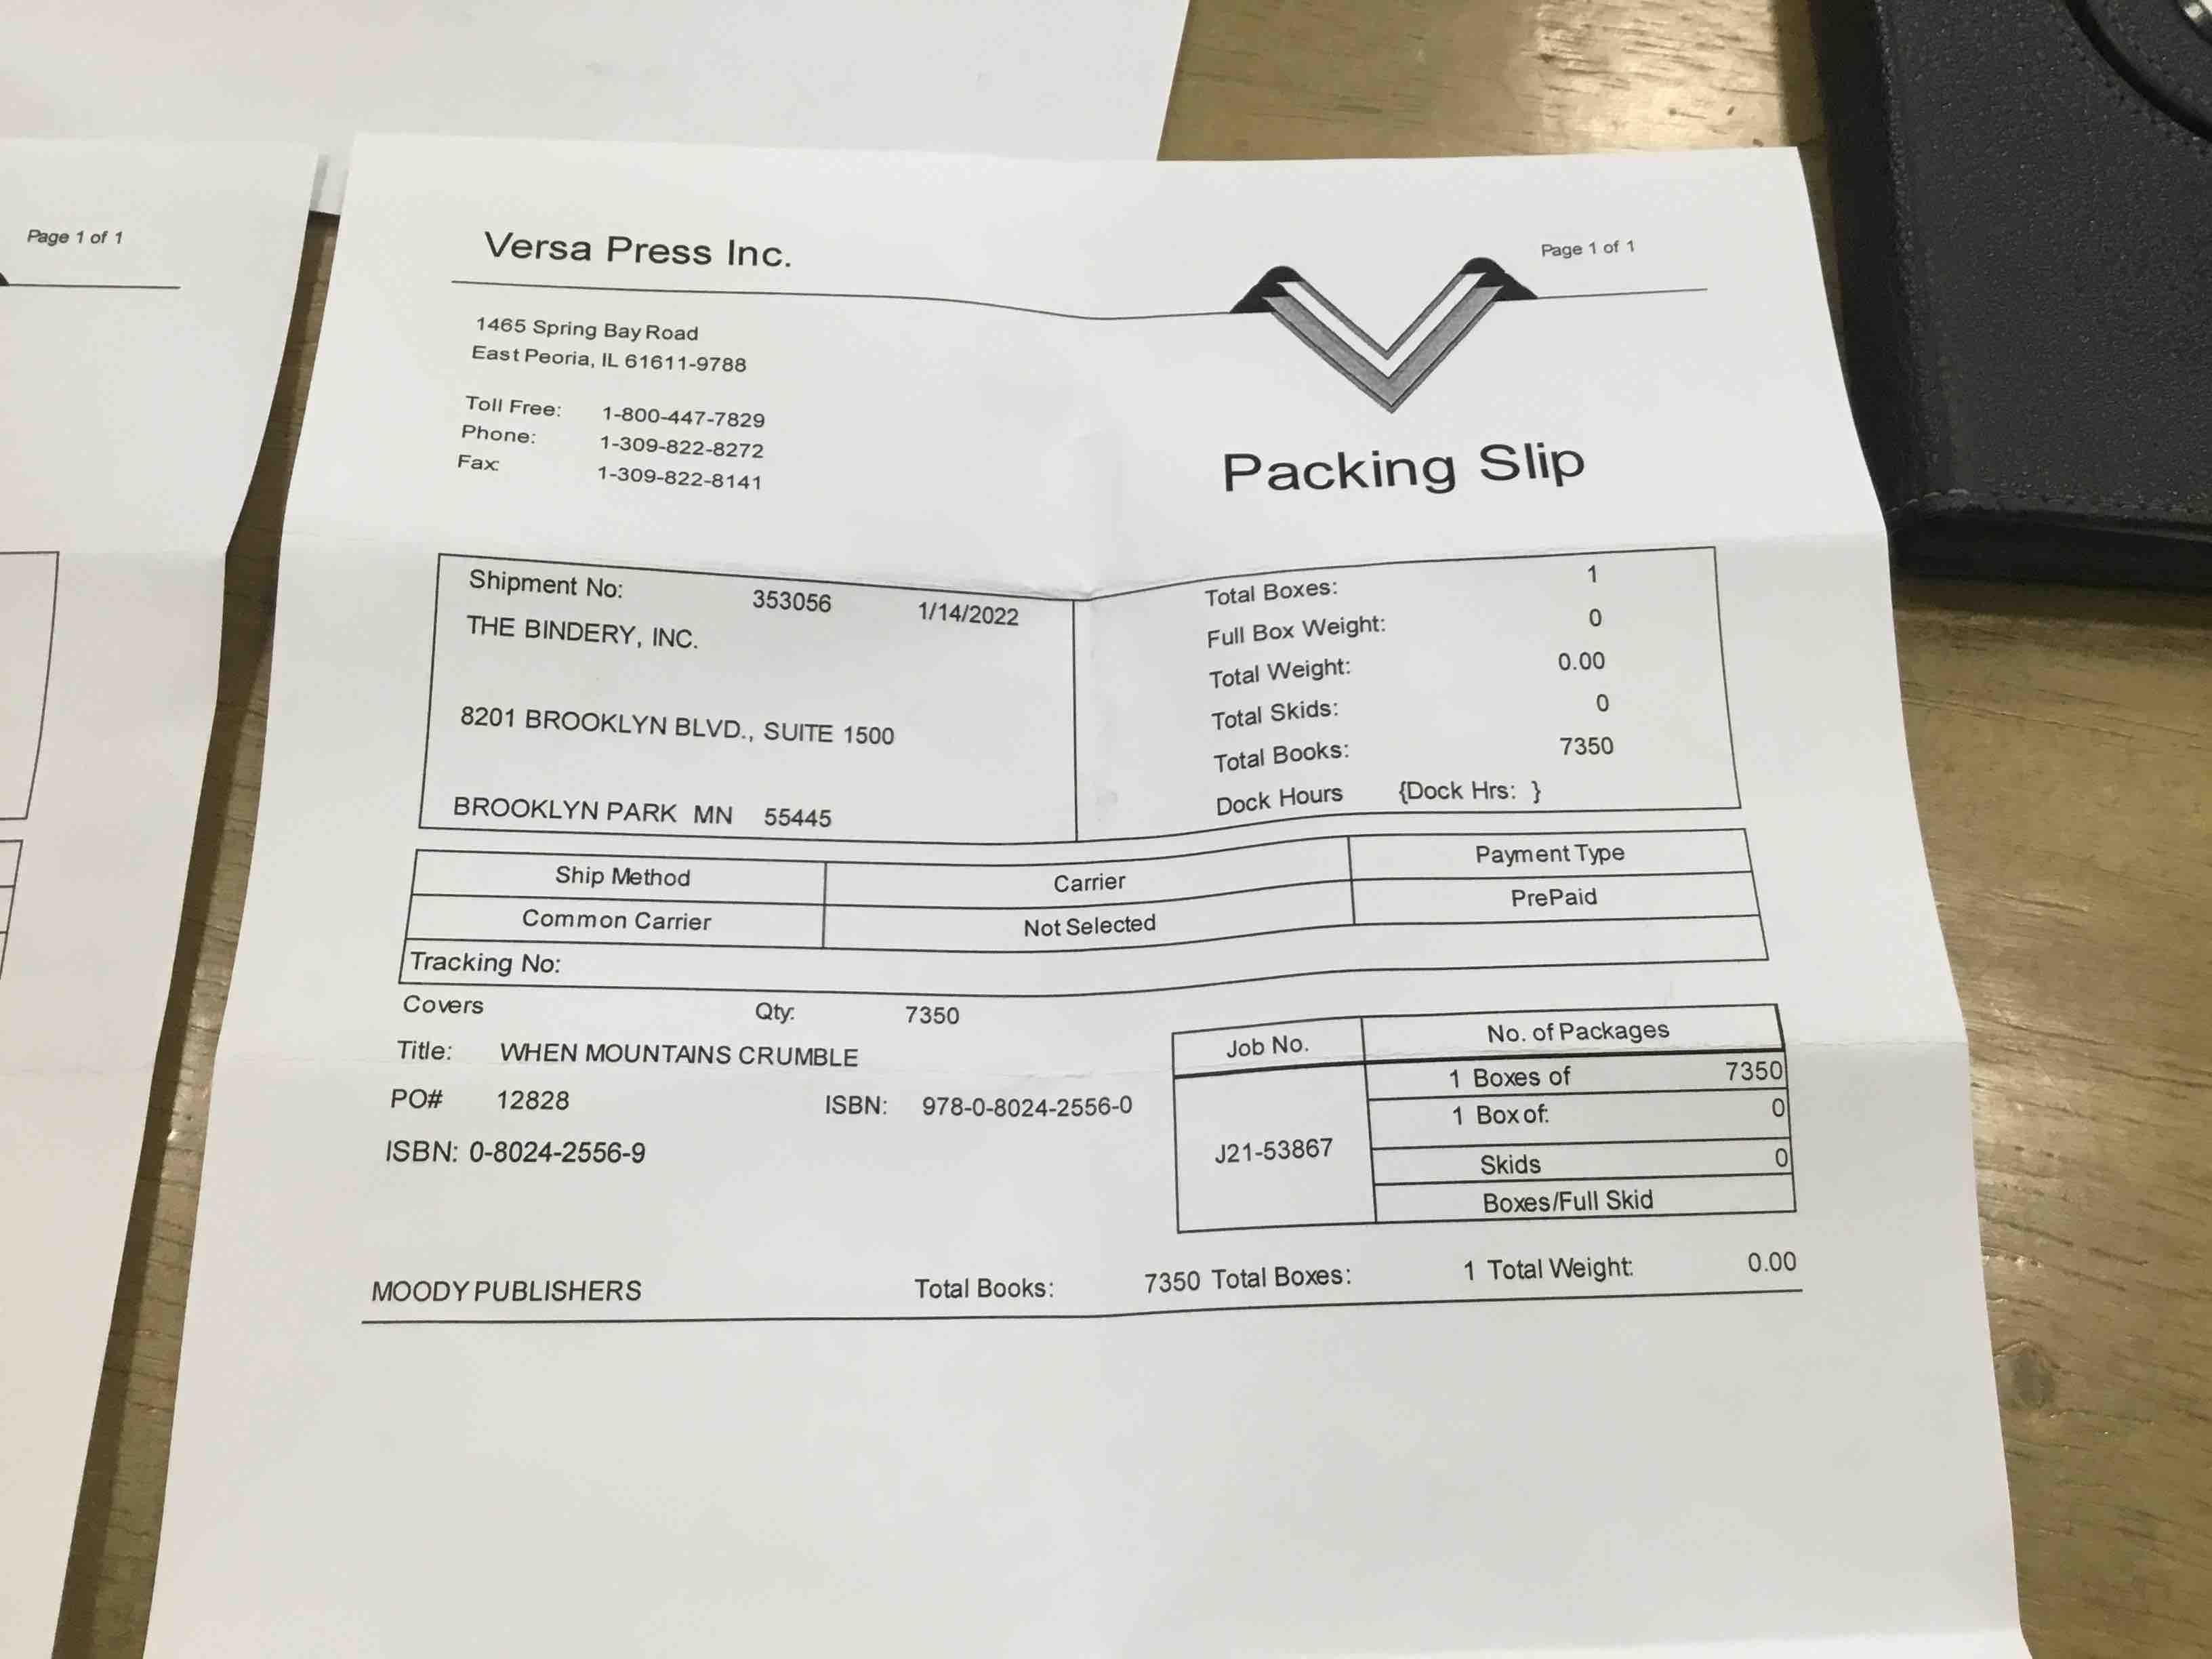 Page 1 of 1
Versa Press Inc.
Page 1 of 1
1465 Spring Bay Road
East Peoria, IL 61611-9788
Toll Free: 1-800-447-7829
Phone: 1-309-822-8272
Fax: 1-309-822-8141
Packing Slip
Shipment No: 353056 1/14/2022
THE BINDERY, INC.
8201 BROOKLYN BLVD., SUITE 1500
BROOKLYN PARK MN 55445
Total Boxes: 1
Full Box Weight: 0
Total Weight: 0.00
Total Skids: 0
Total Books: 7350
Dock Hours {Dock Hrs: }
Ship Method Carrier Payment Type
Common Carrier Not Selected PrePaid
Tracking No:
Covers Qty: 7350
Title: WHEN MOUNTAINS CRUMBLE
PO# 12828 ISBN: 978-0-8024-2556-0
ISBN: 0-8024-2556-9
Job No. No. of Packages
J21-53867
1 Boxes of 7350
1 Box of: 0
Skids 0
Boxes/Full Skid
MOODY PUBLISHERS Total Books: 7350 Total Boxes: 1 Total Weight: 0.00